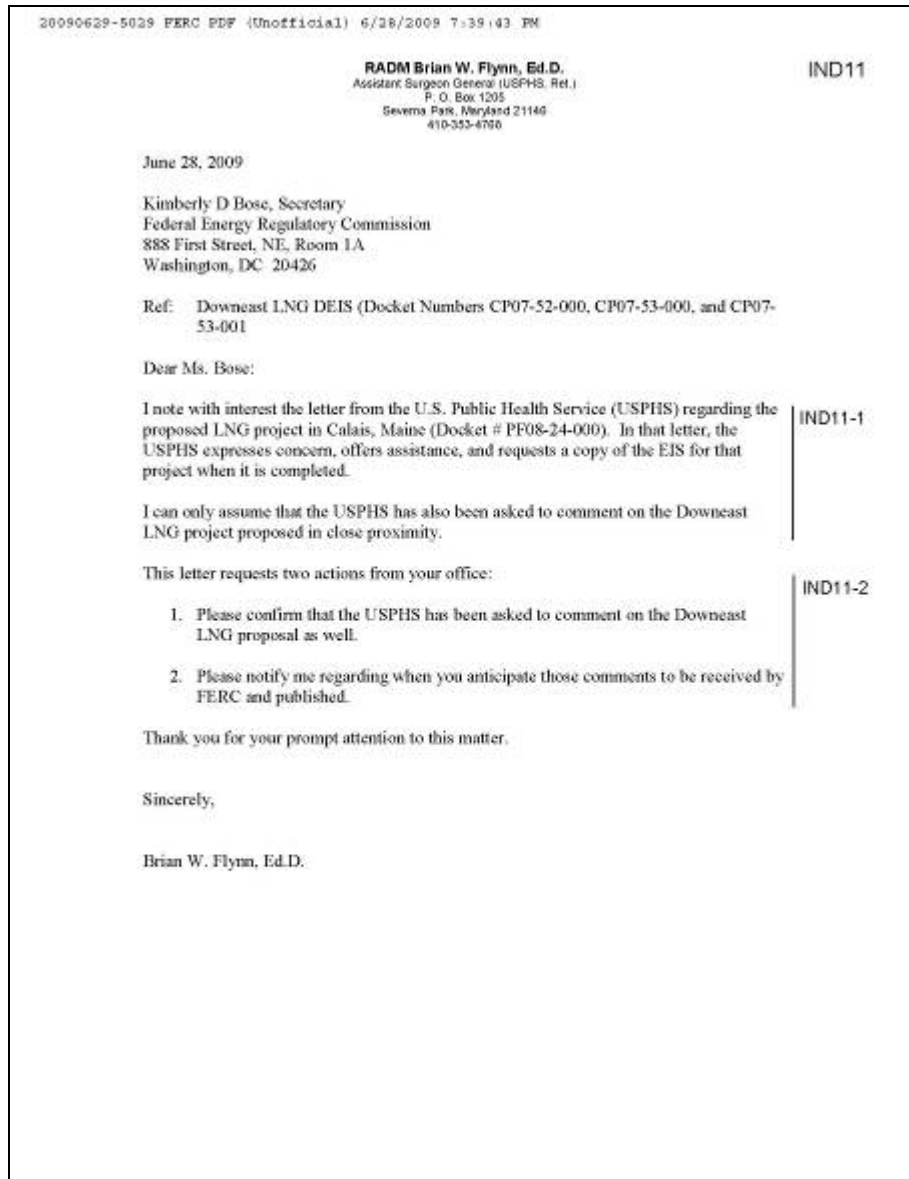 20090629-5029 FERC PDF (Unofficial) 6/28/2009 7:39:43 PM
RADM Brian W. Flynn, Ed.D.
IND11
Assistant Surgeon General (USPHS, Ret.)
P. O. Box 1205
Severna Park, Maryland 21146
410-353-4768
June 28, 2009
Kimberly D Bose, Secretary
Federal Energy Regulatory Commission
888 First Street, NE, Room 1A
Washington, DC 20426
Ref: Downeast LNG DEIS (Docket Numbers CP07-52-000, CP07-53-000, and CP07-
53-001
Dear Ms. Bose:
I note with interest the letter from the U.S. Public Health Service (USPHS) regarding the
IND11-1
proposed LNG project in Calais, Maine (Docket # PF08-24-000). In that letter, the
USPHS expresses concern, offers assistance, and requests a copy of the EIS for that
project when it is completed.
I can only assume that the USPHS has also been asked to comment on the Downeast
LNG project proposed in close proximity.
This letter requests two actions from your office:
IND11-2
1. Please confirm that the USPHS has been asked to comment on the Downeast
LNG proposal as well.
2. Please notify me regarding when you anticipate those comments to be received by
FERC and published.
Thank you for your prompt attention to this matter.
Sincerely,
Brian W. Flynn, Ed.D.